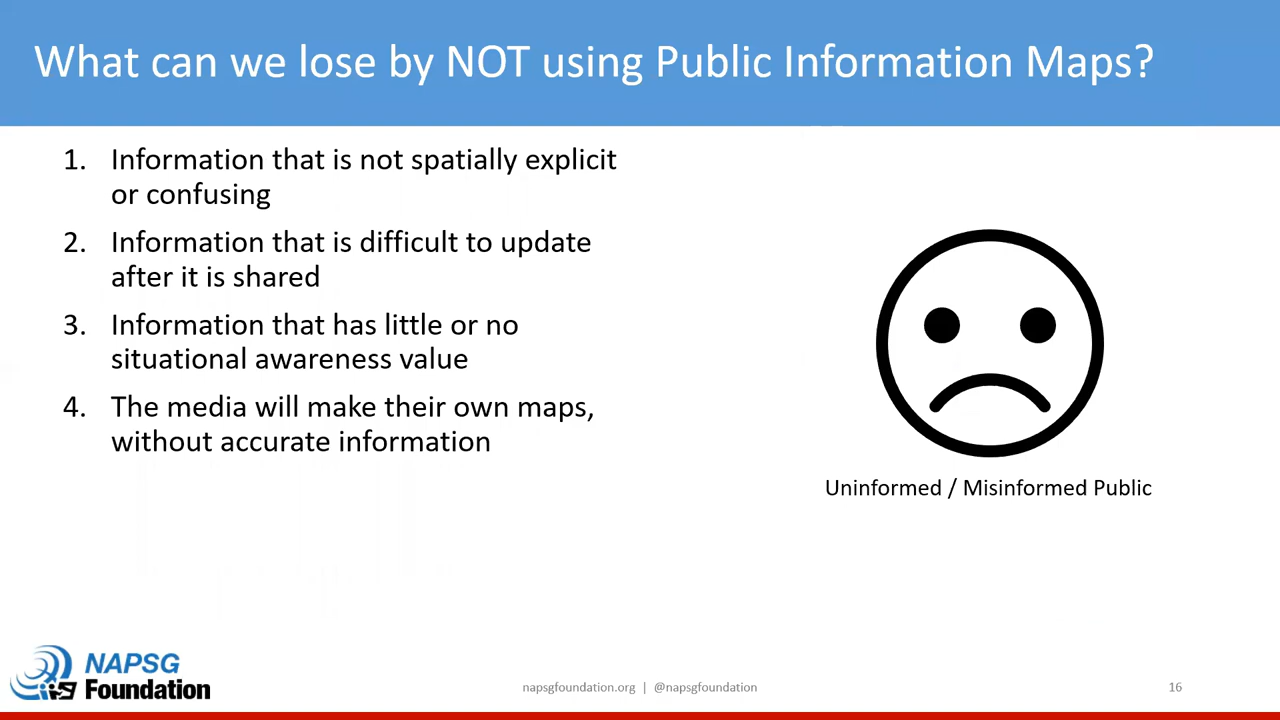 What can we lose by NOT using Public Information Maps?
1. Information that is not spatially explicit
or confusing
2. Information that is difficult to update
after it is shared
3. Information that has little or no
situational awareness value
4. The media will make their own maps,
without accurate information
Uninformed / Misinformed Public
NAPSG
Foundation
napsgfoundation.org | @napsgfoundation
16